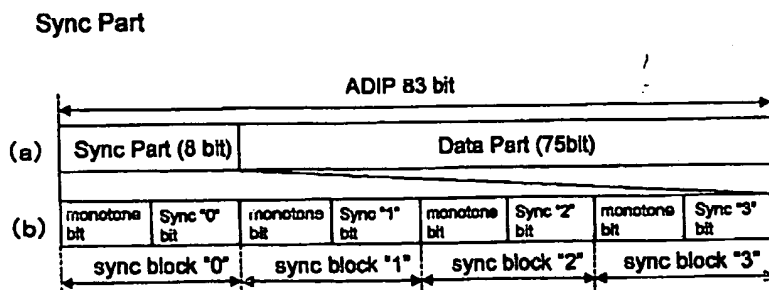 Sync Part
ADIP 83 bit
(a) Sync Part (8 bit) Data Part (75bit)
(b) monotone bit Sync "0" bit monotone bit Sync "1" bit monotone bit Sync "2" bit monotone bit Sync "3" bit
sync block "0" sync block "1" sync block "2" sync block "3"